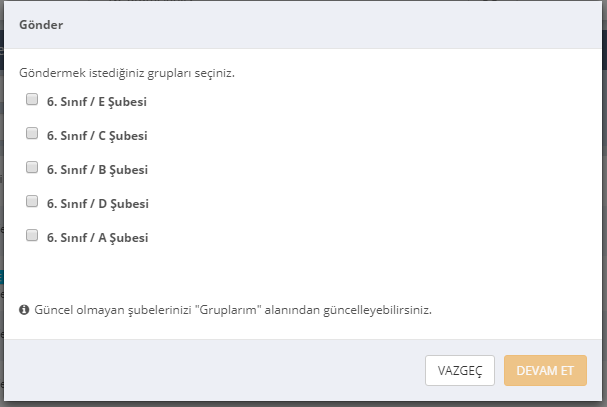 Gönder
Göndermek istediğiniz grupları seçiniz.
6. Sınıf / E Şubesi
6. Sınıf / C Şubesi
6. Sınıf / B Şubesi
6. Sınıf / D Şubesi
6. Sınıf / A Şubesi
Güncel olmayan şubelerinizi "Gruplarım" alanından güncelleyebilirsiniz.
VAZGEÇ
DEVAM ET